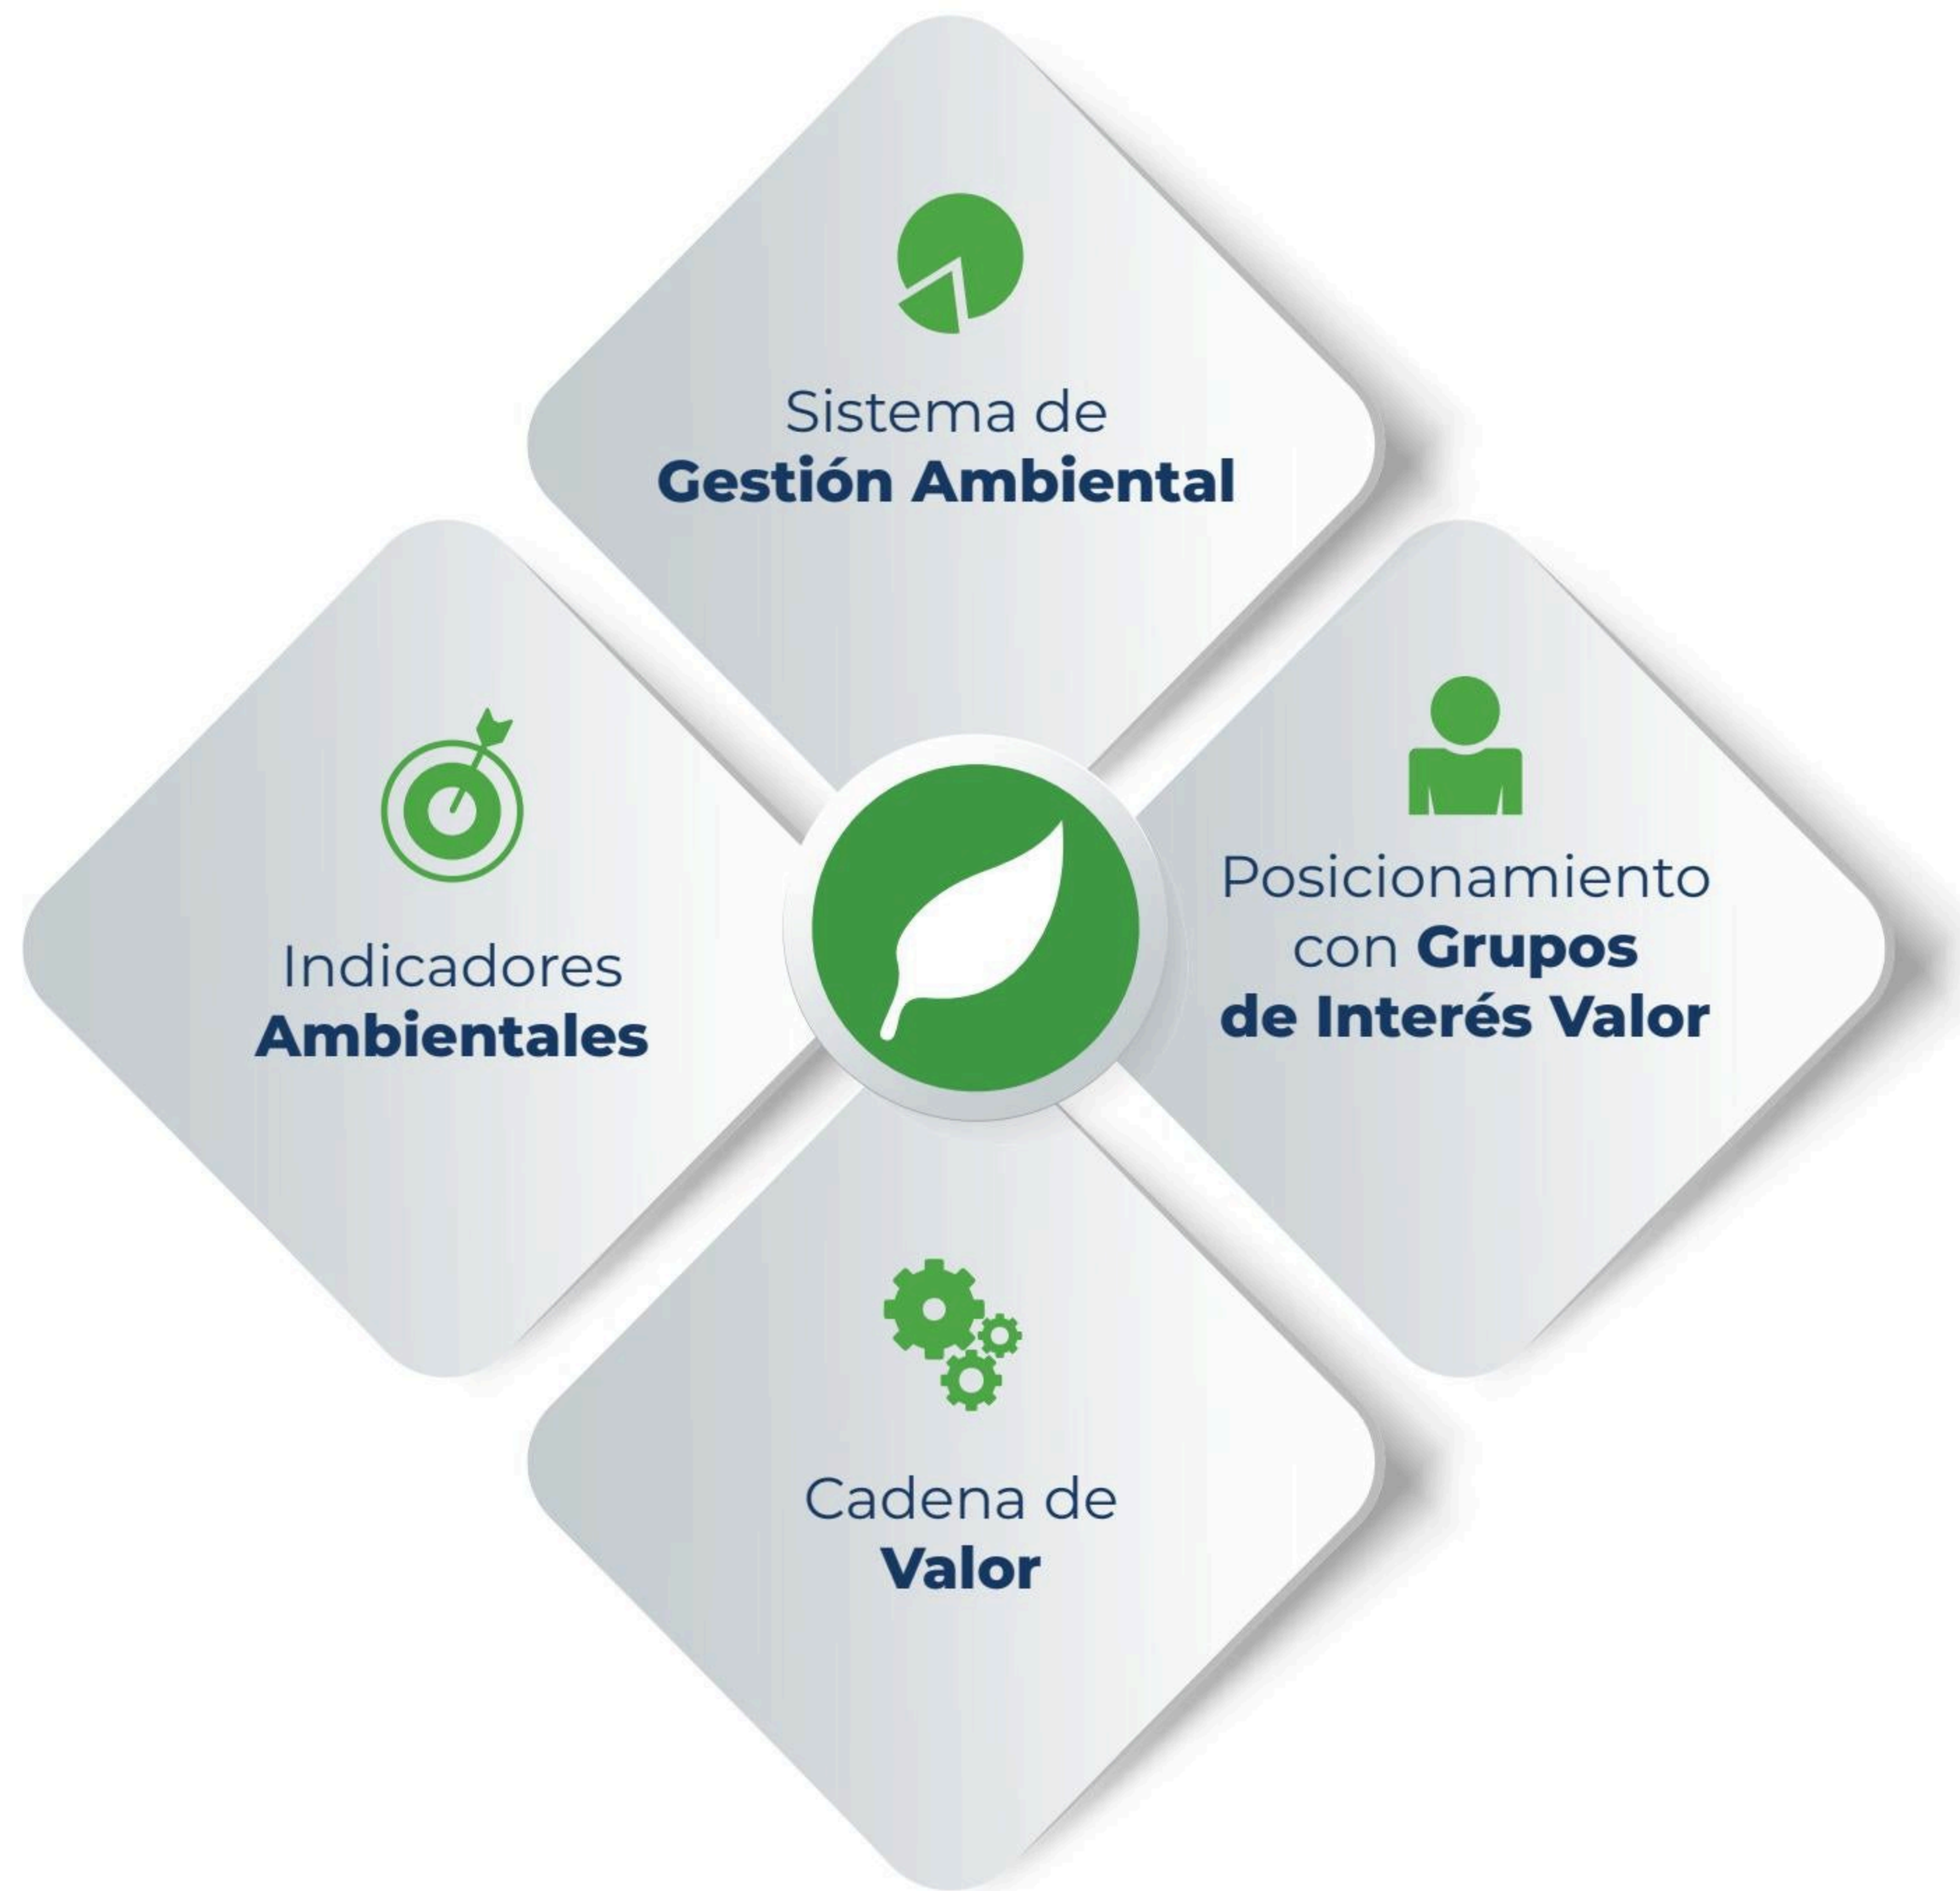 Sistema de
Gestión Ambiental
Indicadores
Ambientales
Posicionamiento
con Grupos
de Interés Valor
Cadena de
Valor